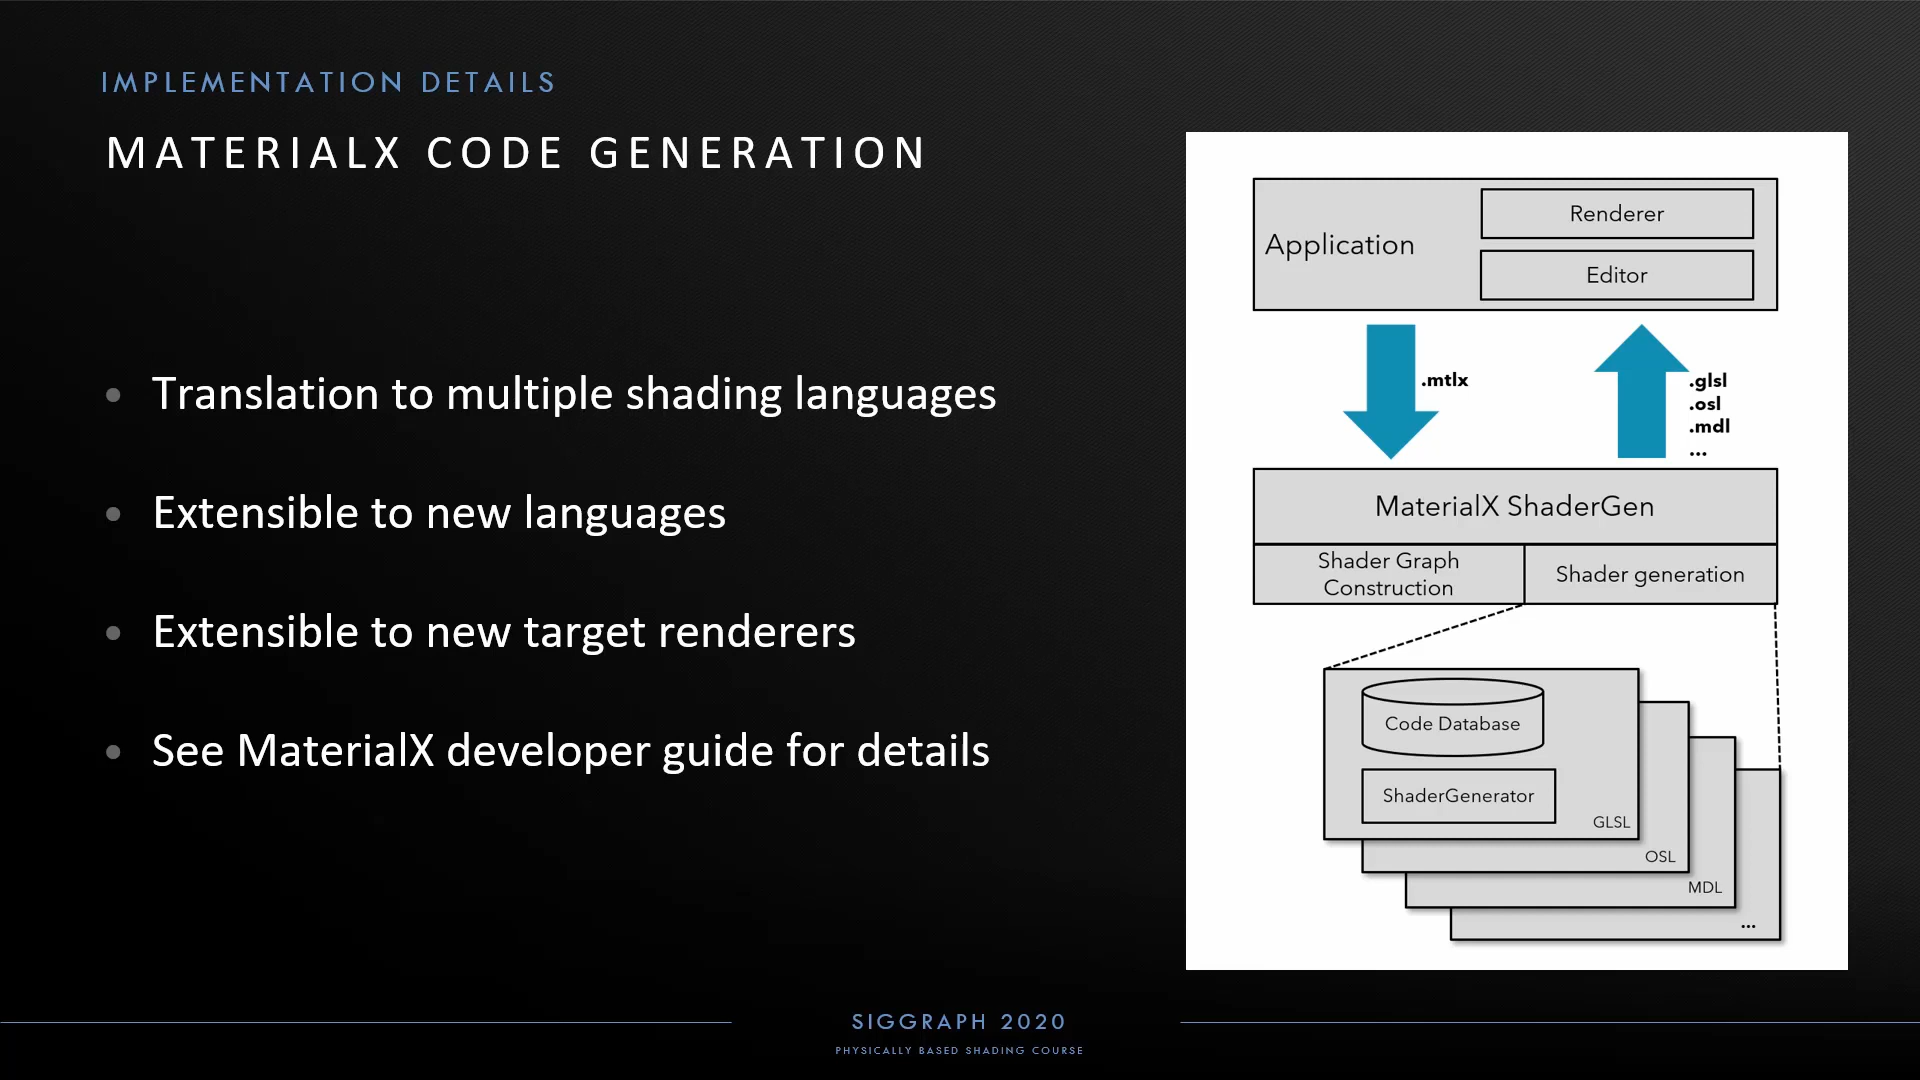 IMPLEMENTATION DETAILS
MATERIALX CODE GENERATION
• Translation to multiple shading languages
• Extensible to new languages
• Extensible to new target renderers
• See MaterialX developer guide for details
Application
Renderer
Editor
.mtlx
.glsl
.osl
.mdl
...
MaterialX ShaderGen
Shader Graph
Construction
Shader generation
Code Database
ShaderGenerator
GLSL
OSL
MDL
...
SIGGRAPH 2020
PHYSICALLY BASED SHADING COURSE